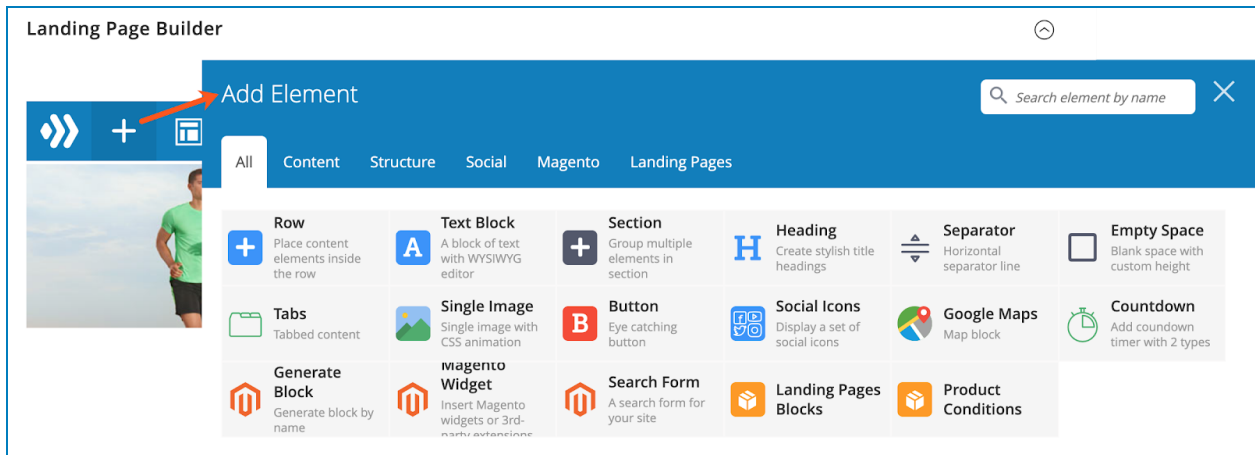 Landing Page Builder
Add Element
Search element by name
All Content Structure Social Magento Landing Pages
Row
Place content
elements inside
the row
Text Block
A block of text
with WYSIWYG
editor
Section
Group multiple
elements in
section
Heading
Create stylish title
headings
Separator
Horizontal
separator line
Empty Space
Blank space with
custom height
Tabs
Tabbed content
Single Image
Single image with
CSS animation
Button
Eye catching
button
Social Icons
Display a set of
social icons
Google Maps
Map block
Countdown
Add coundown
timer with 2 types
Generate
Block
Generate block by
name
Magento
Widget
Insert Magento
widgets or 3rd-
party extensions
Search Form
A search form for
your site
Landing Pages
Blocks
Product
Conditions